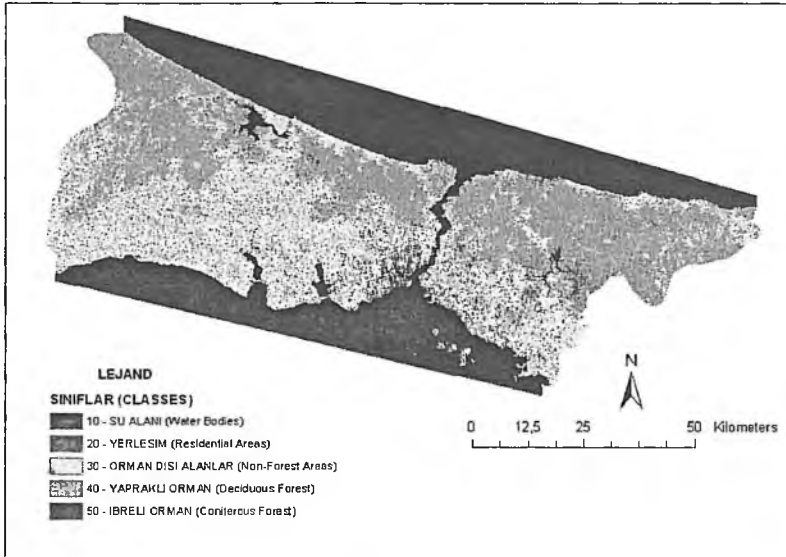 N
0 12,5 25 50 Kilometers
LEJAND
SINIFLAR (CLASSES)
10 - SU ALANI (Water Bodies)
20 - YERLESIM (Residential Areas)
30 - ORMAN DISI ALANLAR (Non-Forest Areas)
40 - YAPRAKLI ORMAN (Deciduous Forest)
50 - IBRELI ORMAN (Coniferous Forest)